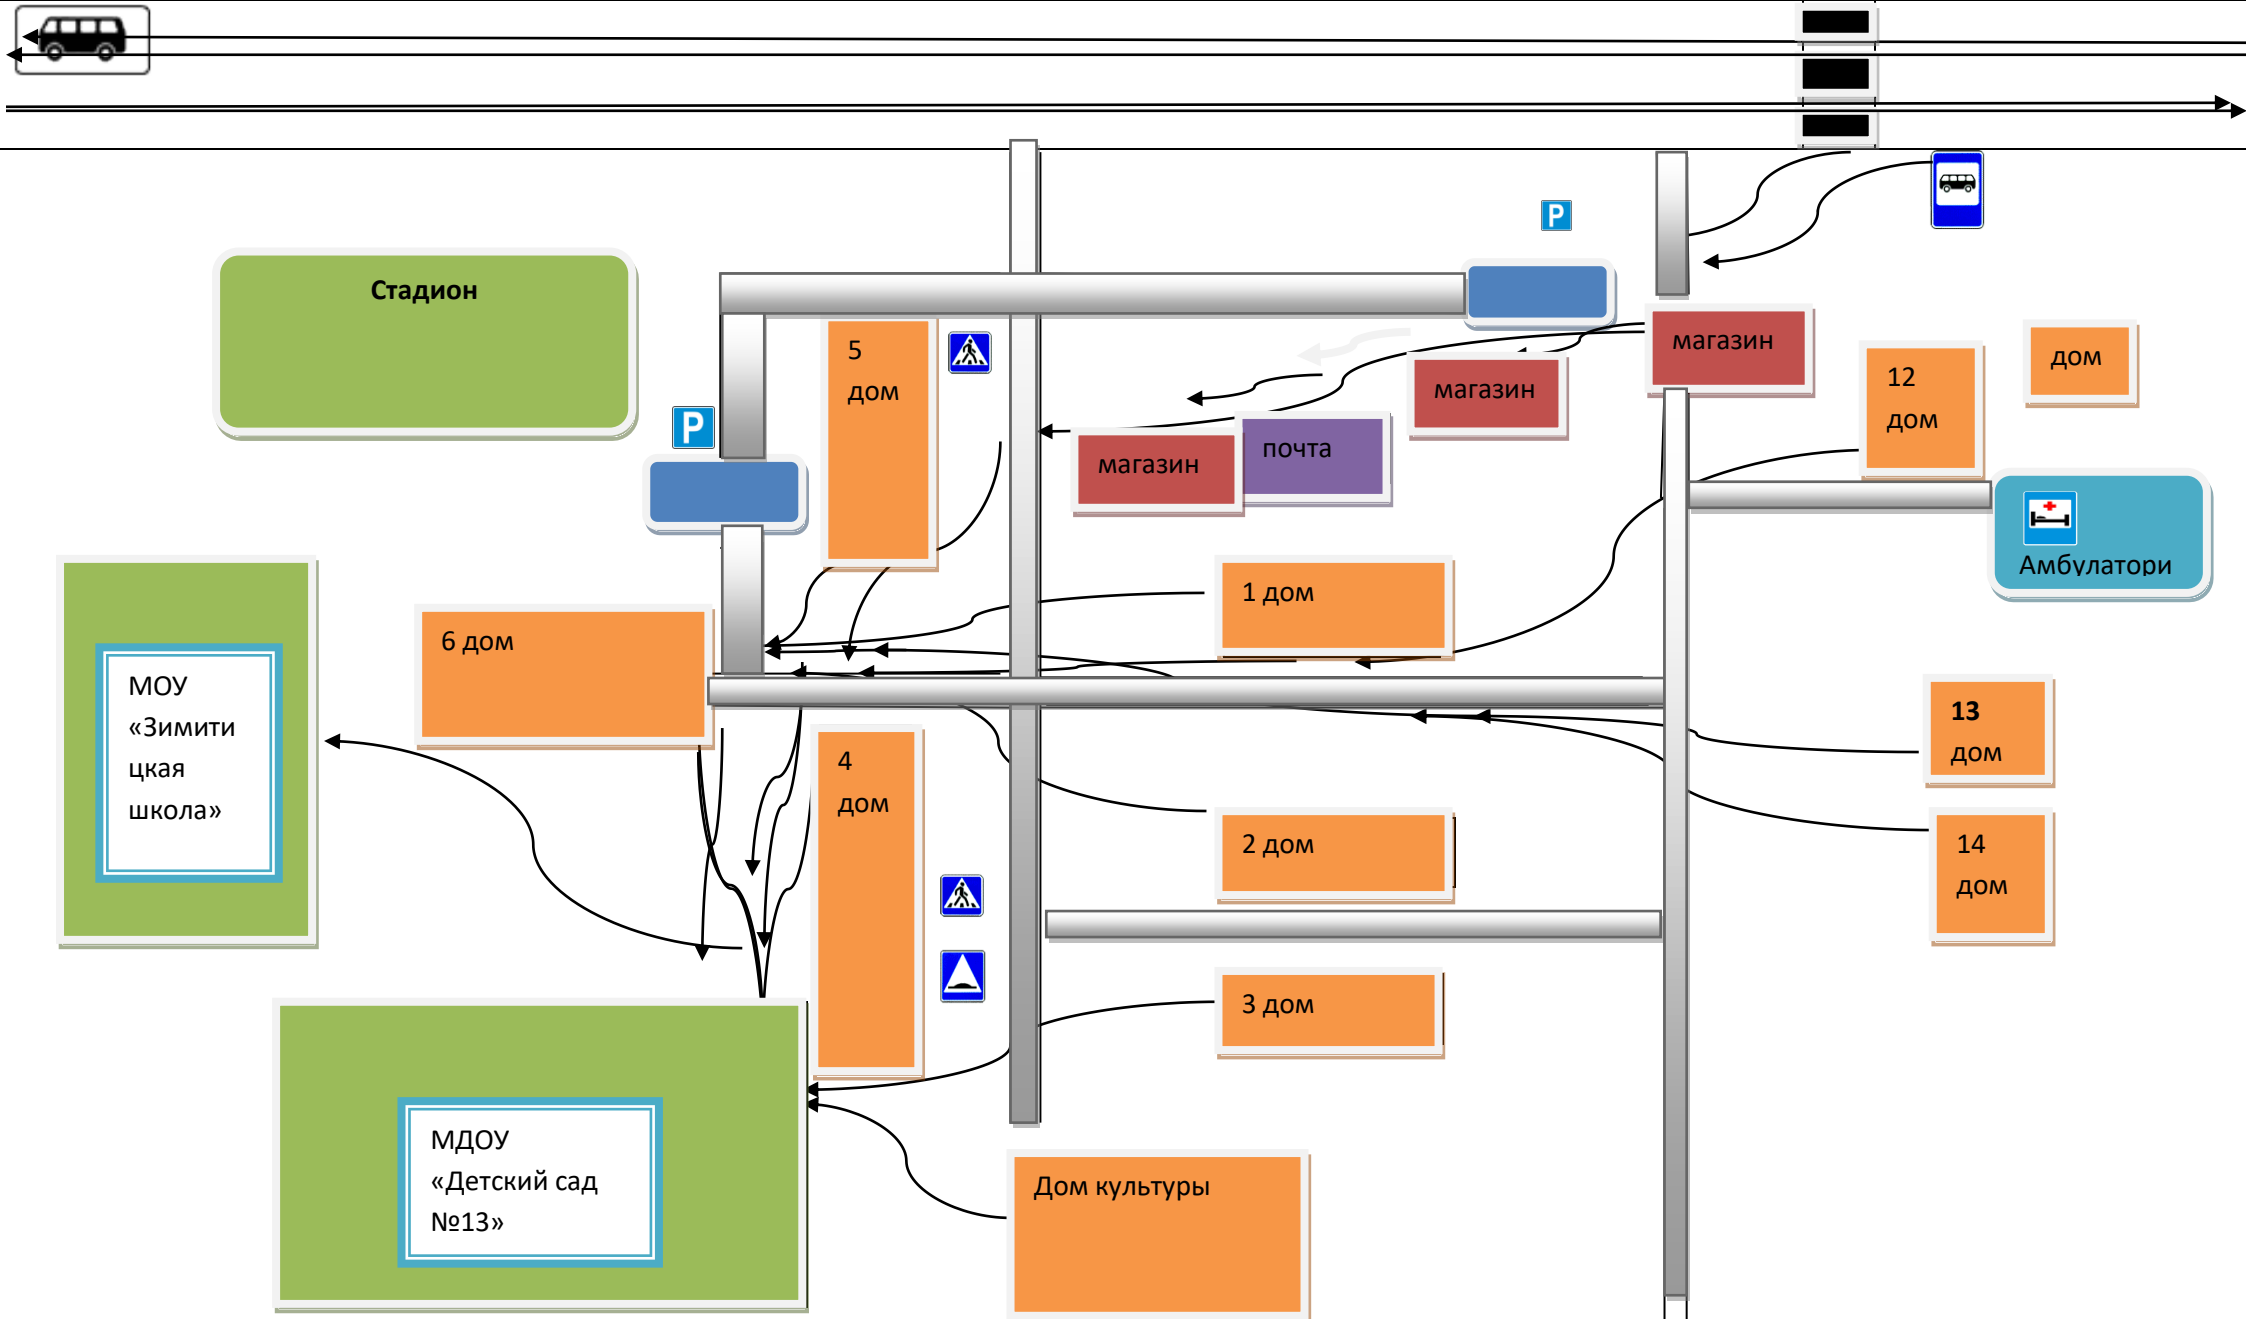 P
Стадион
5
дом
магазин
дом
12
дом
магазин
P
почта
магазин
Амбулатори
1 дом
6 дом
МОУ
«Зимити
цкая
школа»
13
дом
4
дом
2 дом
14
дом
3 дом
МДОУ
«Детский сад
№13»
Дом культуры